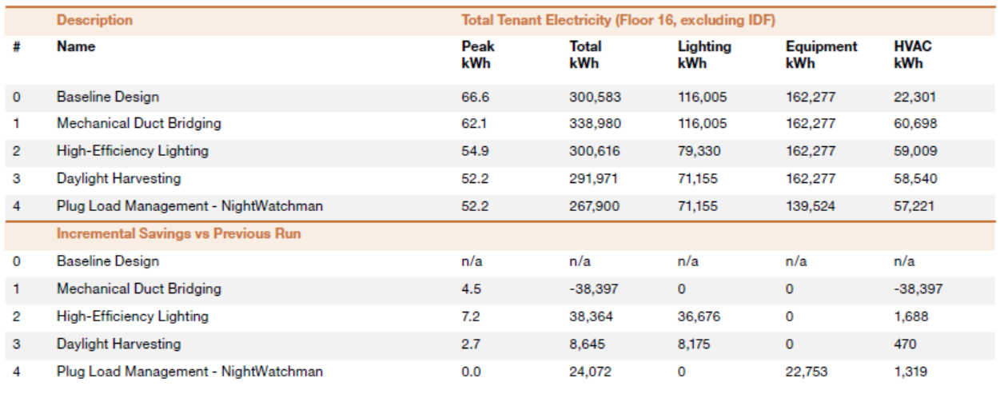 Description Total Tenant Electricity (Floor 16, excluding IDF)
# Name Peak kWh Total kWh Lighting kWh Equipment kWh HVAC kWh
0 Baseline Design 66.6 300,583 116,005 162,277 22,301
1 Mechanical Duct Bridging 62.1 338,980 116,005 162,277 60,698
2 High-Efficiency Lighting 54.9 300,616 79,330 162,277 59,009
3 Daylight Harvesting 52.2 291,971 71,155 162,277 58,540
4 Plug Load Management - NightWatchman 52.2 267,900 71,155 139,524 57,221
Incremental Savings vs Previous Run
0 Baseline Design n/a n/a n/a n/a n/a
1 Mechanical Duct Bridging 4.5 -38,397 0 0 -38,397
2 High-Efficiency Lighting 7.2 38,364 36,676 0 1,688
3 Daylight Harvesting 2.7 8,645 8,175 0 470
4 Plug Load Management - NightWatchman 0.0 24,072 0 22,753 1,319